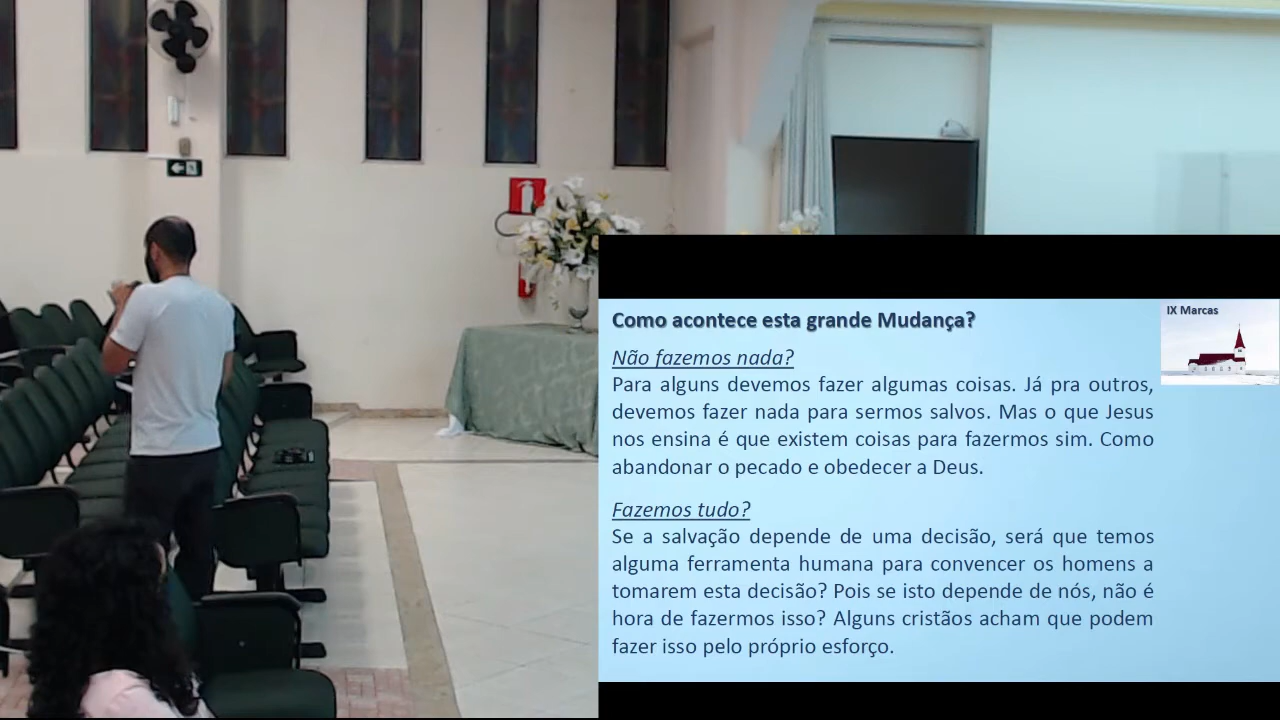 Como acontece esta grande Mudança?
IX Marcas
Não fazemos nada?
Para alguns devemos fazer algumas coisas. Já pra outros,
devemos fazer nada para sermos salvos. Mas o que Jesus
nos ensina é que existem coisas para fazermos sim. Como
abandonar o pecado e obedecer a Deus.
Fazemos tudo?
Se a salvação depende de uma decisão, será que temos
alguma ferramenta humana para convencer os homens a
tomarem esta decisão? Pois se isto depende de nós, não é
hora de fazermos isso? Alguns cristãos acham que podem
fazer isso pelo próprio esforço.